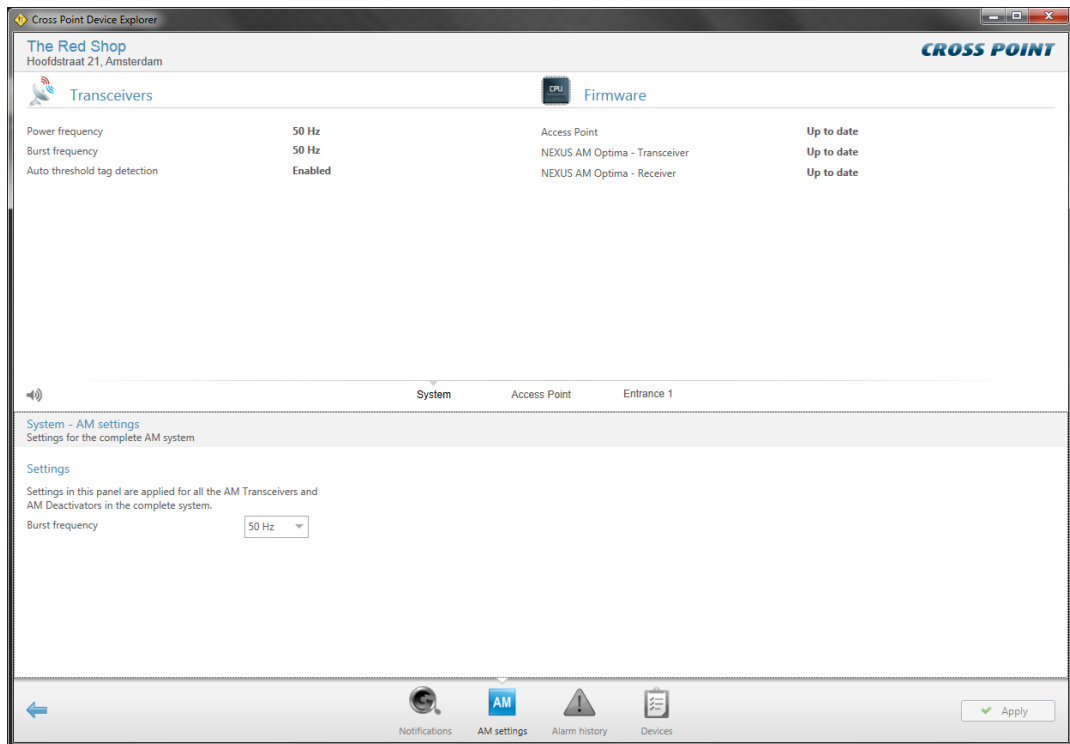 Cross Point Device Explorer
The Red Shop
Hoofdstraat 21, Amsterdam
CROSS POINT
Transceivers
CPU
Firmware
Power frequency 50 Hz
Burst frequency 50 Hz
Auto threshold tag detection Enabled
Access Point Up to date
NEXUS AM Optima - Transceiver Up to date
NEXUS AM Optima - Receiver Up to date
System Access Point Entrance 1
System - AM settings
Settings for the complete AM system
Settings
Settings in this panel are applied for all the AM Transceivers and
AM Deactivators in the complete system.
Burst frequency 50 Hz
AM
Notifications AM settings Alarm history Devices
Apply